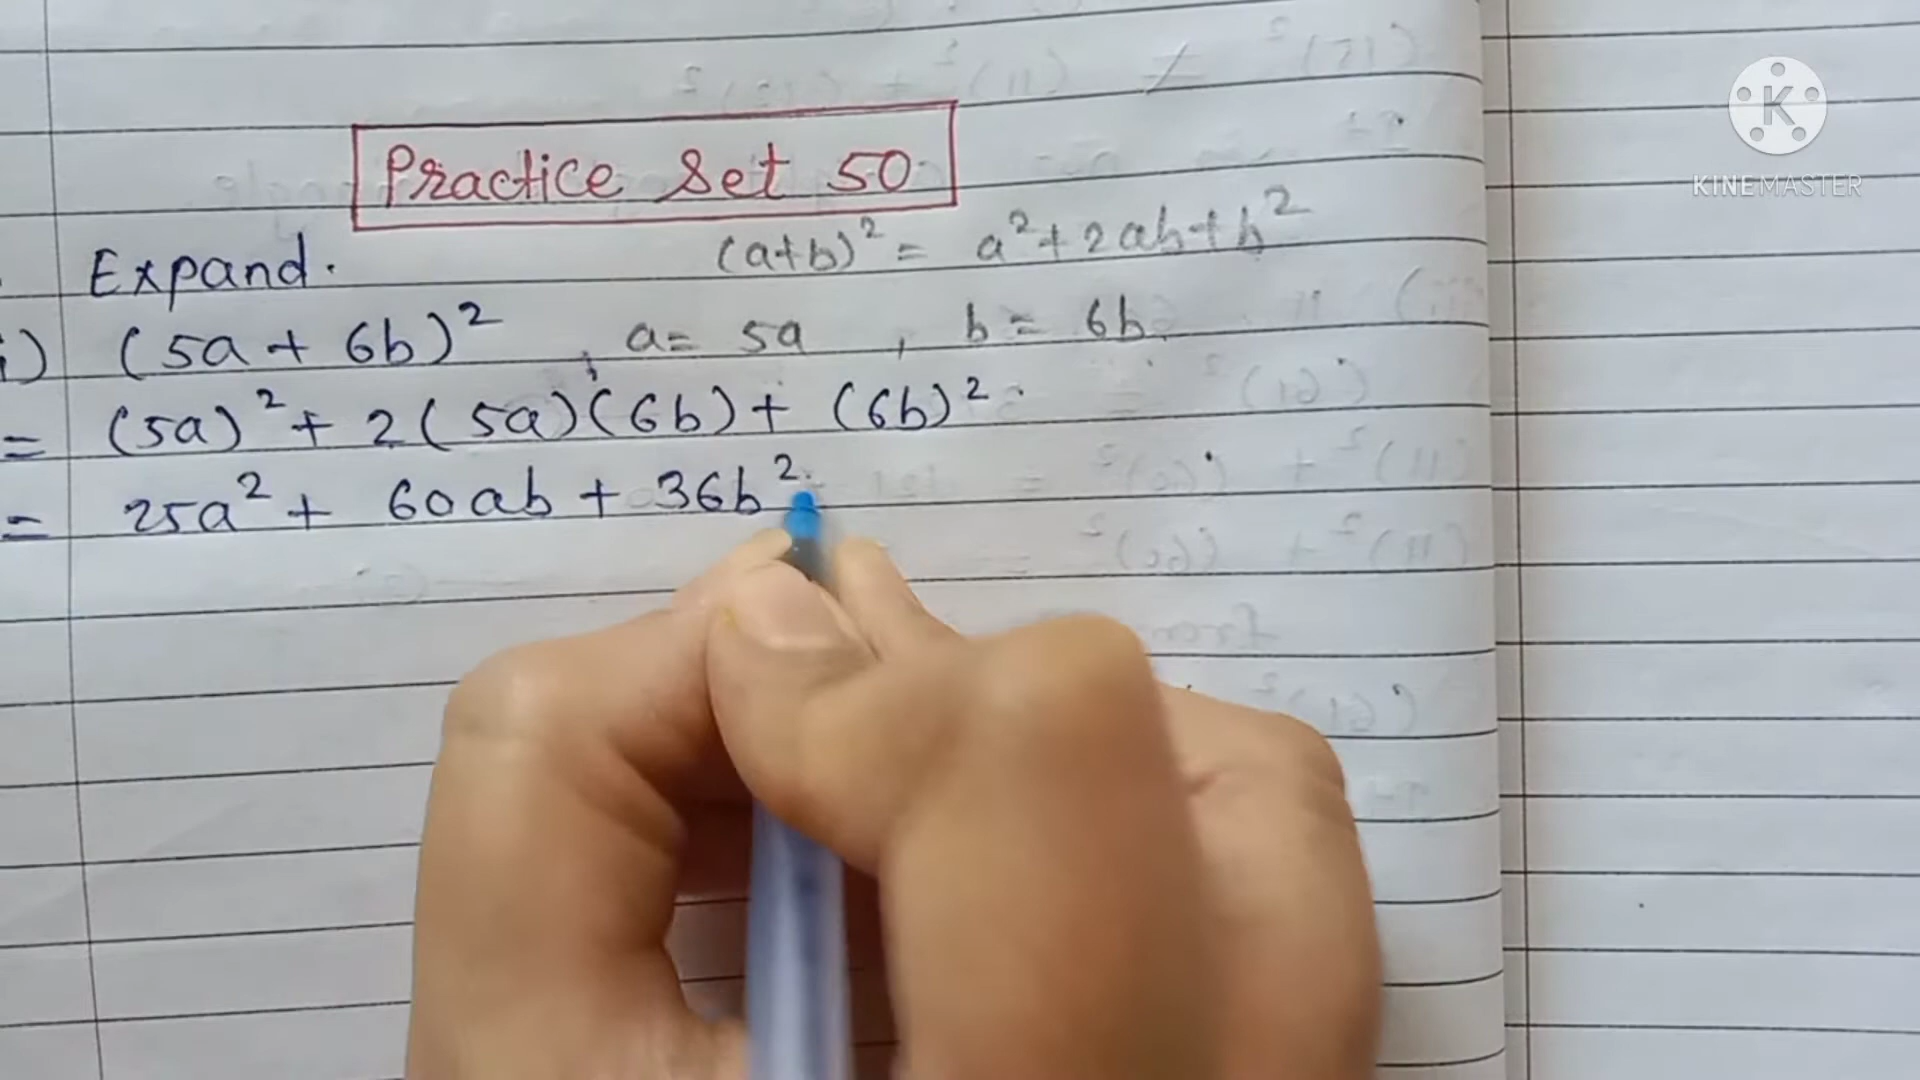 KINEMASTER
Practice Set 50
(a+b)² = a²+2ab+b²
Expand.
i) (5a + 6b)² , a = 5a , b = 6b
= (5a)² + 2(5a)(6b) + (6b)²
= 25a² + 60ab + 36b²